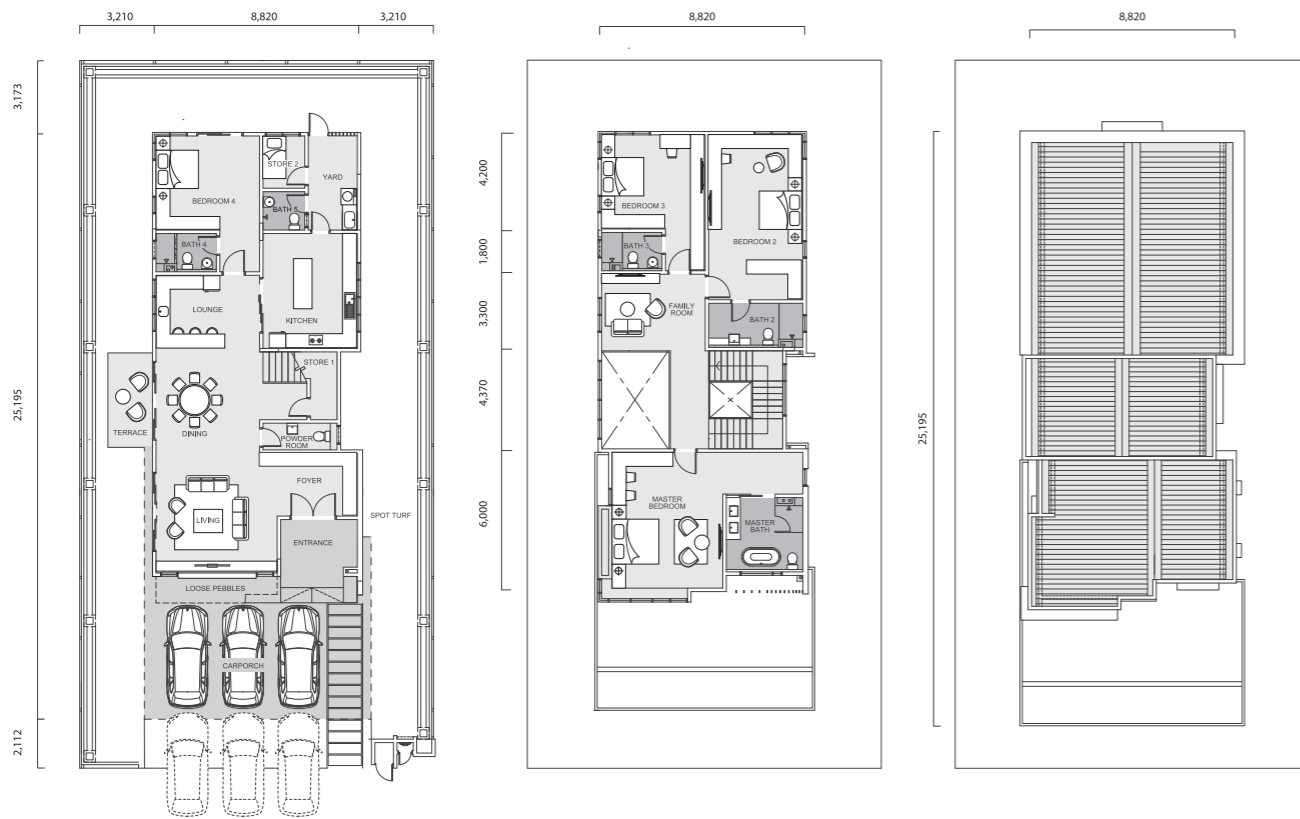 3,210
8,820
3,210
8,820
8,820
3,173
25,195
2,112
STORE 2
YARD
BEDROOM 4
BATH 5
BATH 4
LOUNGE
KITCHEN
STORE 1
DINING
TERRACE
POWDER
ROOM
FOYER
LIVING
SPOT TURF
ENTRANCE
LOOSE PEBBLES
CARPORCH
4,200
1,800
3,300
4,370
6,000
BEDROOM 3
BEDROOM 2
BATH 3
FAMILY
ROOM
BATH 2
MASTER
BEDROOM
MASTER
BATH
25,195